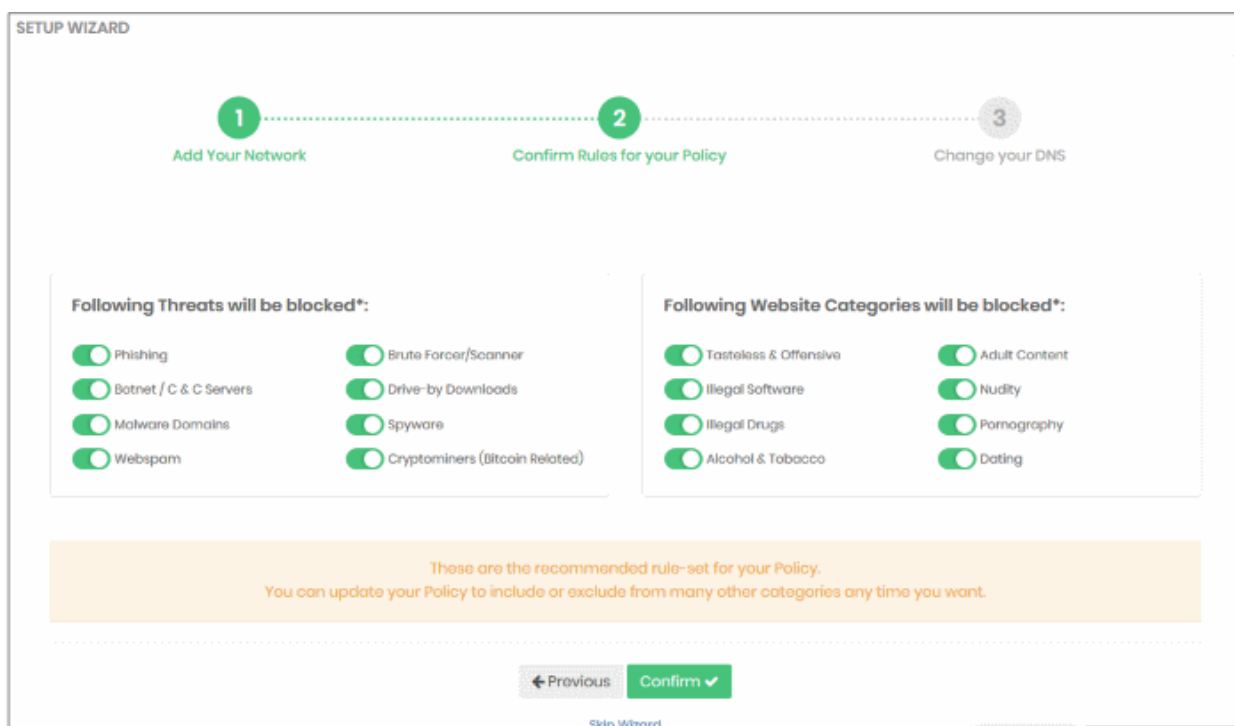 SETUP WIZARD
1
2
3
Add Your Network
Confirm Rules for your Policy
Change your DNS
Following Threats will be blocked*:
Phishing
Brute Forcer/Scanner
Botnet / C & C Servers
Drive-by Downloads
Malware Domains
Spyware
Webspam
Cryptominers (Bitcoin Related)
Following Website Categories will be blocked*:
Tasteless & Offensive
Adult Content
Illegal Software
Nudity
Illegal Drugs
Pornography
Alcohol & Tobacco
Dating
These are the recommended rule-set for your Policy.
You can update your Policy to include or exclude from many other categories any time you want.
Previous
Confirm
Skip Wizard